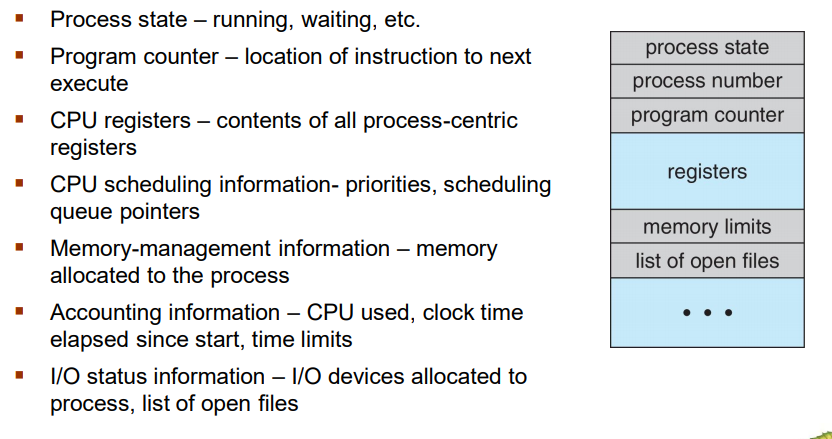 Process state – running, waiting, etc.
Program counter – location of instruction to next
execute
CPU registers – contents of all process-centric
registers
CPU scheduling information- priorities, scheduling
queue pointers
Memory-management information – memory
allocated to the process
Accounting information – CPU used, clock time
elapsed since start, time limits
I/O status information – I/O devices allocated to
process, list of open files
process state
process number
program counter
registers
memory limits
list of open files
• • •